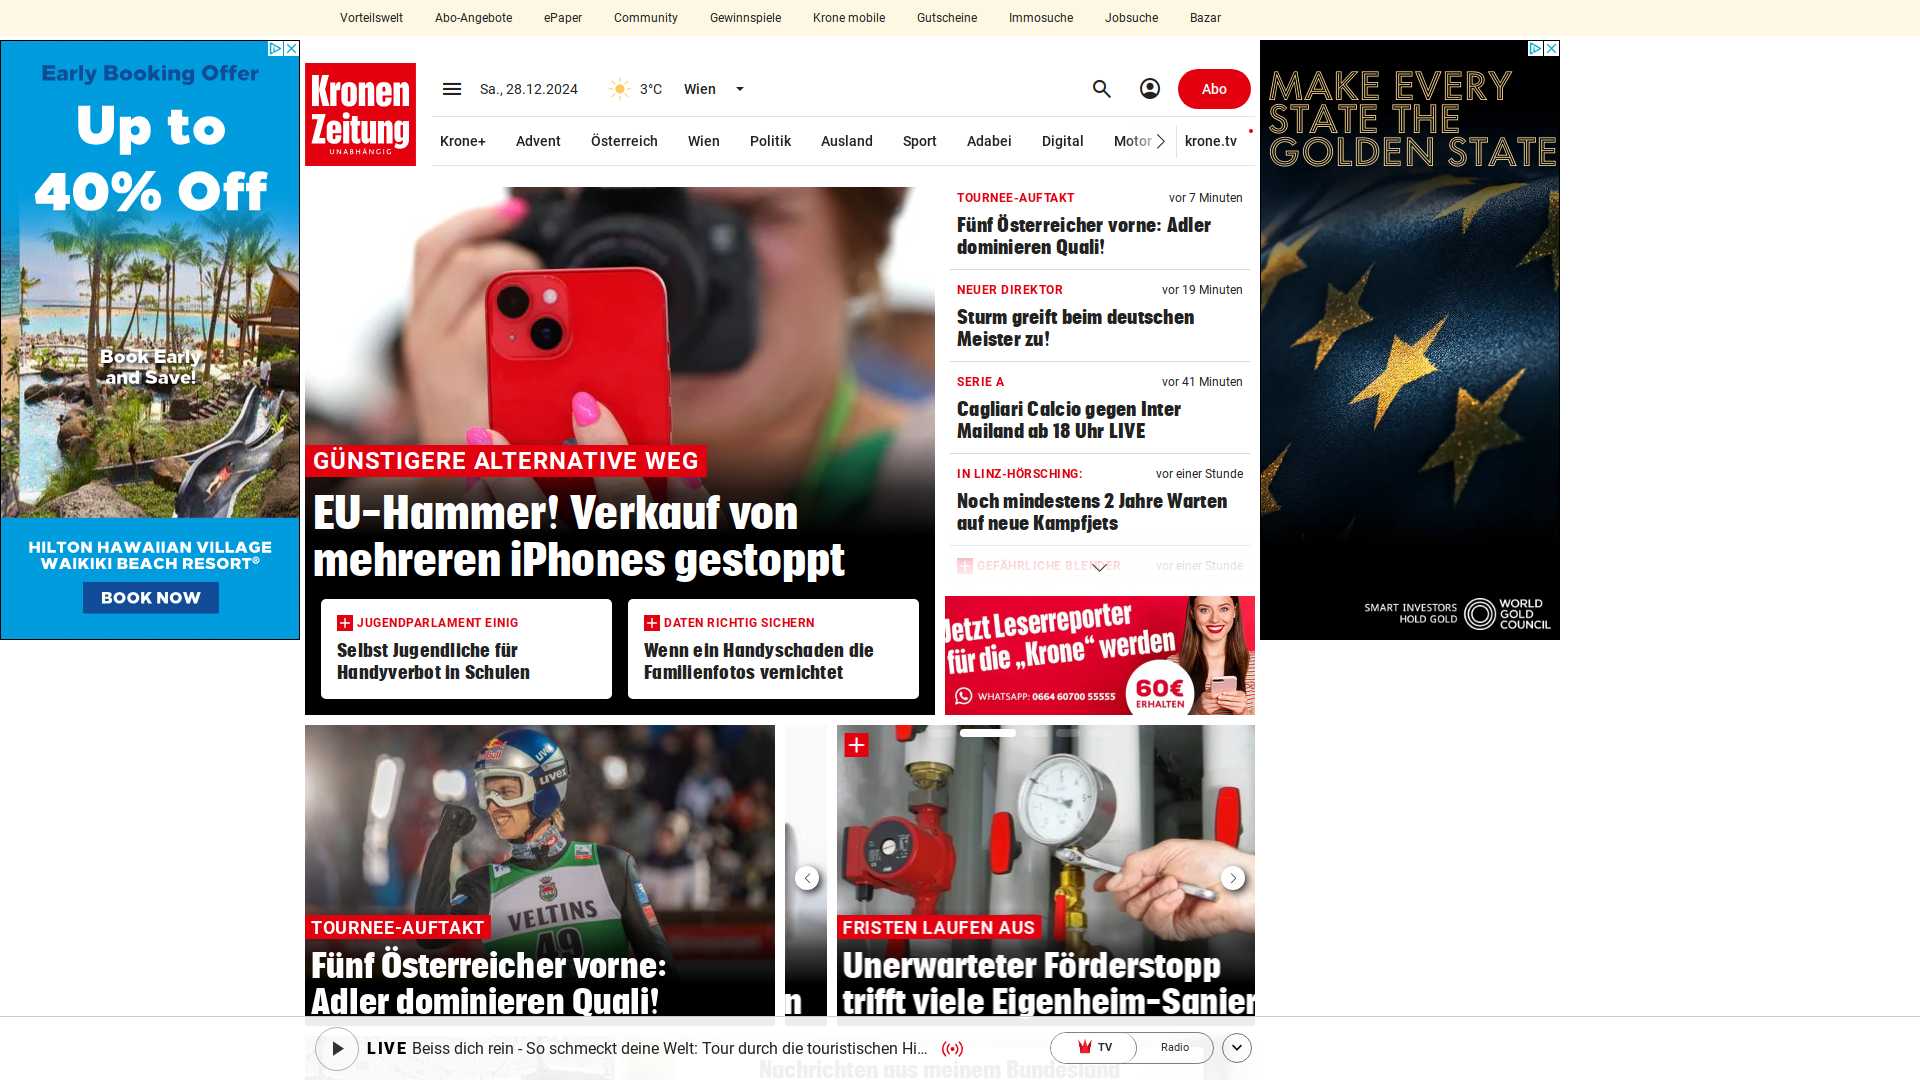 Vorteilswelt Abo-Angebote ePaper Community Gewinnspiele Krone mobile Gutscheine Immosuche Jobsuche Bazar
Early Booking Offer
Up to
40% Off
Book Early
and Save!
HILTON HAWAIIAN VILLAGE
WAIKIKI BEACH RESORT®
BOOK NOW
Kronen
Zeitung
UNABHÄNGIG
Sa., 28.12.2024 3°C Wien
Abo
Krone+ Advent Österreich Wien Politik Ausland Sport Adabei Digital Motor krone.tv
GÜNSTIGERE ALTERNATIVE WEG
EU-Hammer! Verkauf von
mehreren iPhones gestoppt
JUGENDPARLAMENT EINIG
Selbst Jugendliche für
Handyverbot in Schulen
DATEN RICHTIG SICHERN
Wenn ein Handyschaden die
Familienfotos vernichtet
TOURNEE-AUFTAKT vor 7 Minuten
Fünf Österreicher vorne: Adler
dominieren Quali!
NEUER DIREKTOR vor 19 Minuten
Sturm greift beim deutschen
Meister zu!
SERIE A vor 41 Minuten
Cagliari Calcio gegen Inter
Mailand ab 18 Uhr LIVE
IN LINZ-HÖRSCHING: vor einer Stunde
Noch mindestens 2 Jahre Warten
auf neue Kampfjets
GEFÄHRLICHE BLENDER vor einer Stunde
Jetzt Leserreporter
für die „Krone“ werden
WHATSAPP: 0664 60700 55555
60€
ERHALTEN
MAKE EVERY
STATE THE
GOLDEN STATE
SMART INVESTORS
HOLD GOLD
WORLD
GOLD
COUNCIL
Red Bull
uvex
VELTINS
49
TOURNEE-AUFTAKT
Fünf Österreicher vorne:
Adler dominieren Quali!
n
FRISTEN LAUFEN AUS
Unerwarteter Förderstopp
trifft viele Eigenheim-Sanier
LIVE Beiss dich rein - So schmeckt deine Welt: Tour durch die touristischen Hi...
TV Radio
Nachrichten aus meinem Bundesland